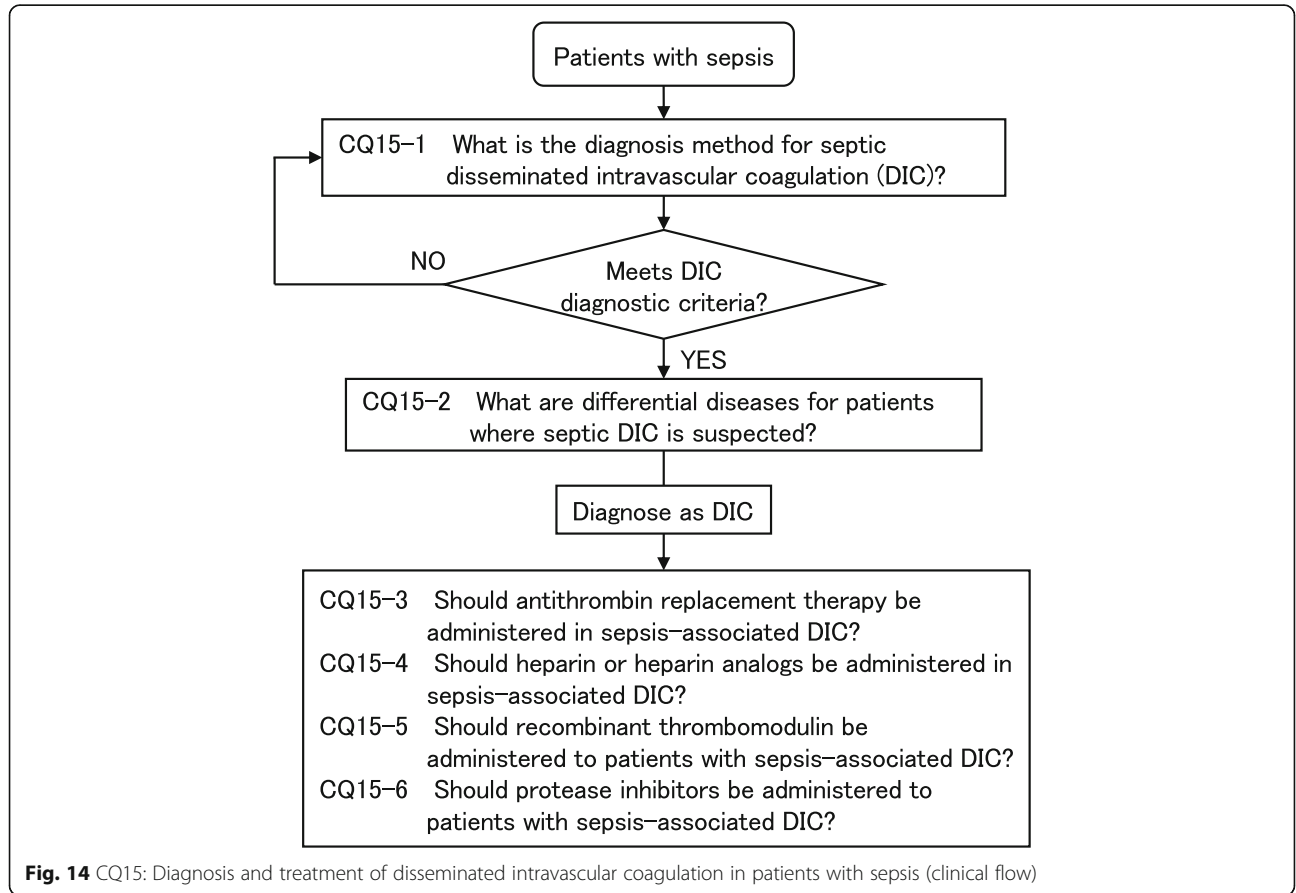 Patients with sepsis
CQ15-1 What is the diagnosis method for septic
disseminated intravascular coagulation (DIC)?
NO
Meets DIC
diagnostic criteria?
YES
CQ15-2 What are differential diseases for patients
where septic DIC is suspected?
Diagnose as DIC
CQ15-3 Should antithrombin replacement therapy be
administered in sepsis-associated DIC?
CQ15-4 Should heparin or heparin analogs be administered in
sepsis-associated DIC?
CQ15-5 Should recombinant thrombomodulin be
administered to patients with sepsis-associated DIC?
CQ15-6 Should protease inhibitors be administered to
patients with sepsis-associated DIC?
Fig. 14 CQ15: Diagnosis and treatment of disseminated intravascular coagulation in patients with sepsis (clinical flow)